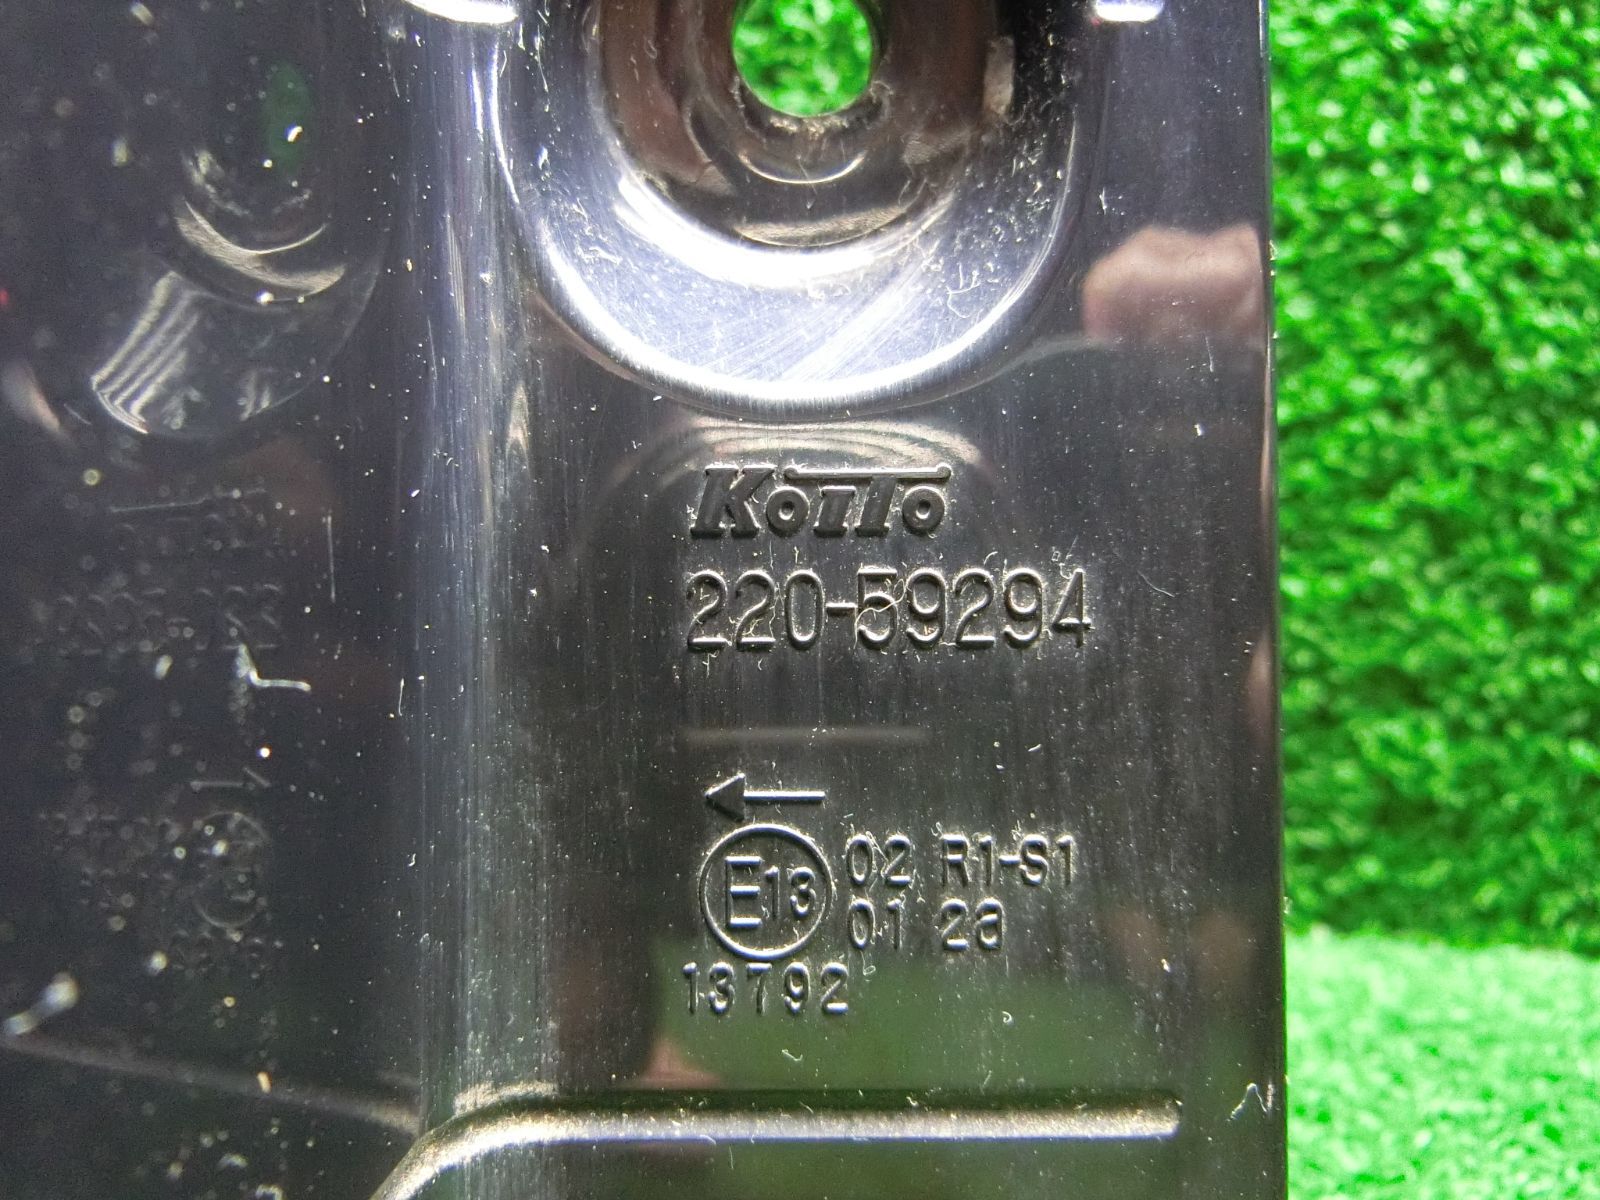 KOITO
220-59294
←
E13 02 R1-S1
01 2a
13792